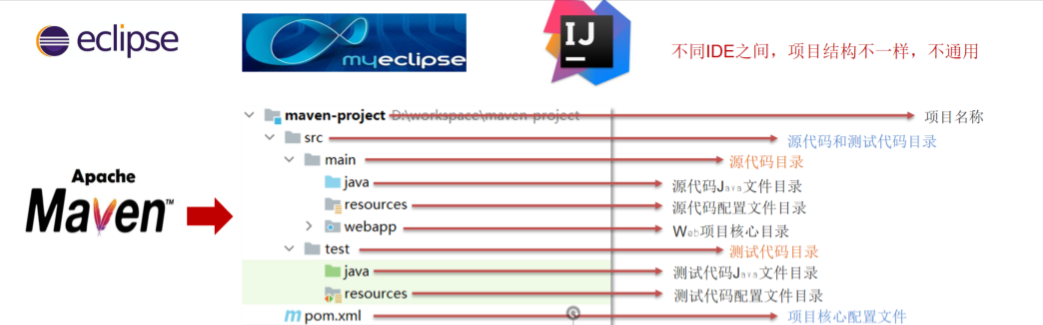 eclipse
myeclipse
IJ
不同IDE之间，项目结构不一样，不通用
maven-project D:\workspace\maven-project 项目名称
src 源代码和测试代码目录
main 源代码目录
Apache
Maven™
java 源代码Java文件目录
resources 源代码配置文件目录
webapp Web项目核心目录
test 测试代码目录
java 测试代码Java文件目录
resources 测试代码配置文件目录
m pom.xml 项目核心配置文件